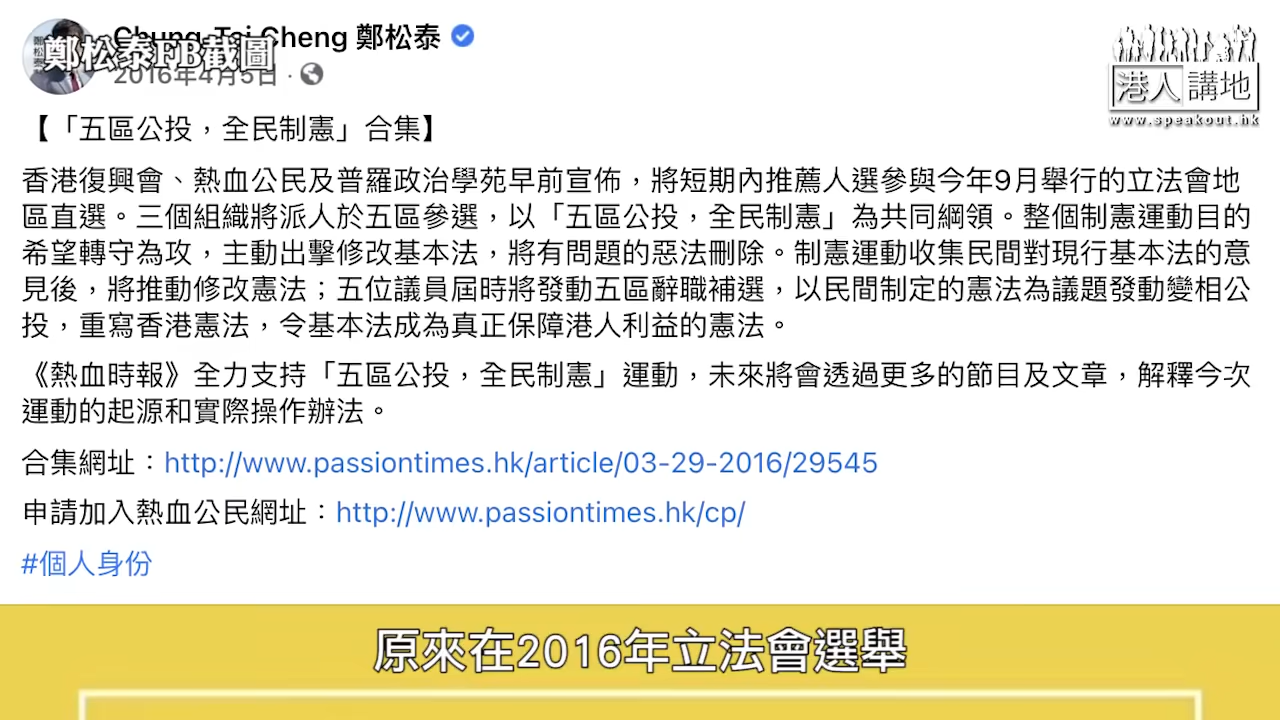 Chung-Tai Cheng 鄭松泰
鄭松泰FB截圖
2016年4月5日 ·
港人講地
www.speakout.hk
【「五區公投，全民制憲」合集】
香港復興會、熱血公民及普羅政治學苑早前宣佈，將短期內推薦人選參與今年9月舉行的立法會地
區直選。三個組織將派人於五區參選，以「五區公投，全民制憲」為共同綱領。整個制憲運動目的
希望轉守為攻，主動出擊修改基本法，將有問題的惡法刪除。制憲運動收集民間對現行基本法的意
見後，將推動修改憲法；五位議員屆時將發動五區辭職補選，以民間制定的憲法為議題發動變相公
投，重寫香港憲法，令基本法成為真正保障港人利益的憲法。
《熱血時報》全力支持「五區公投，全民制憲」運動，未來將會透過更多的節目及文章，解釋今次
運動的起源和實際操作辦法。
合集網址：http://www.passiontimes.hk/article/03-29-2016/29545
申請加入熱血公民網址：http://www.passiontimes.hk/cp/
#個人身份
原來在2016年立法會選舉